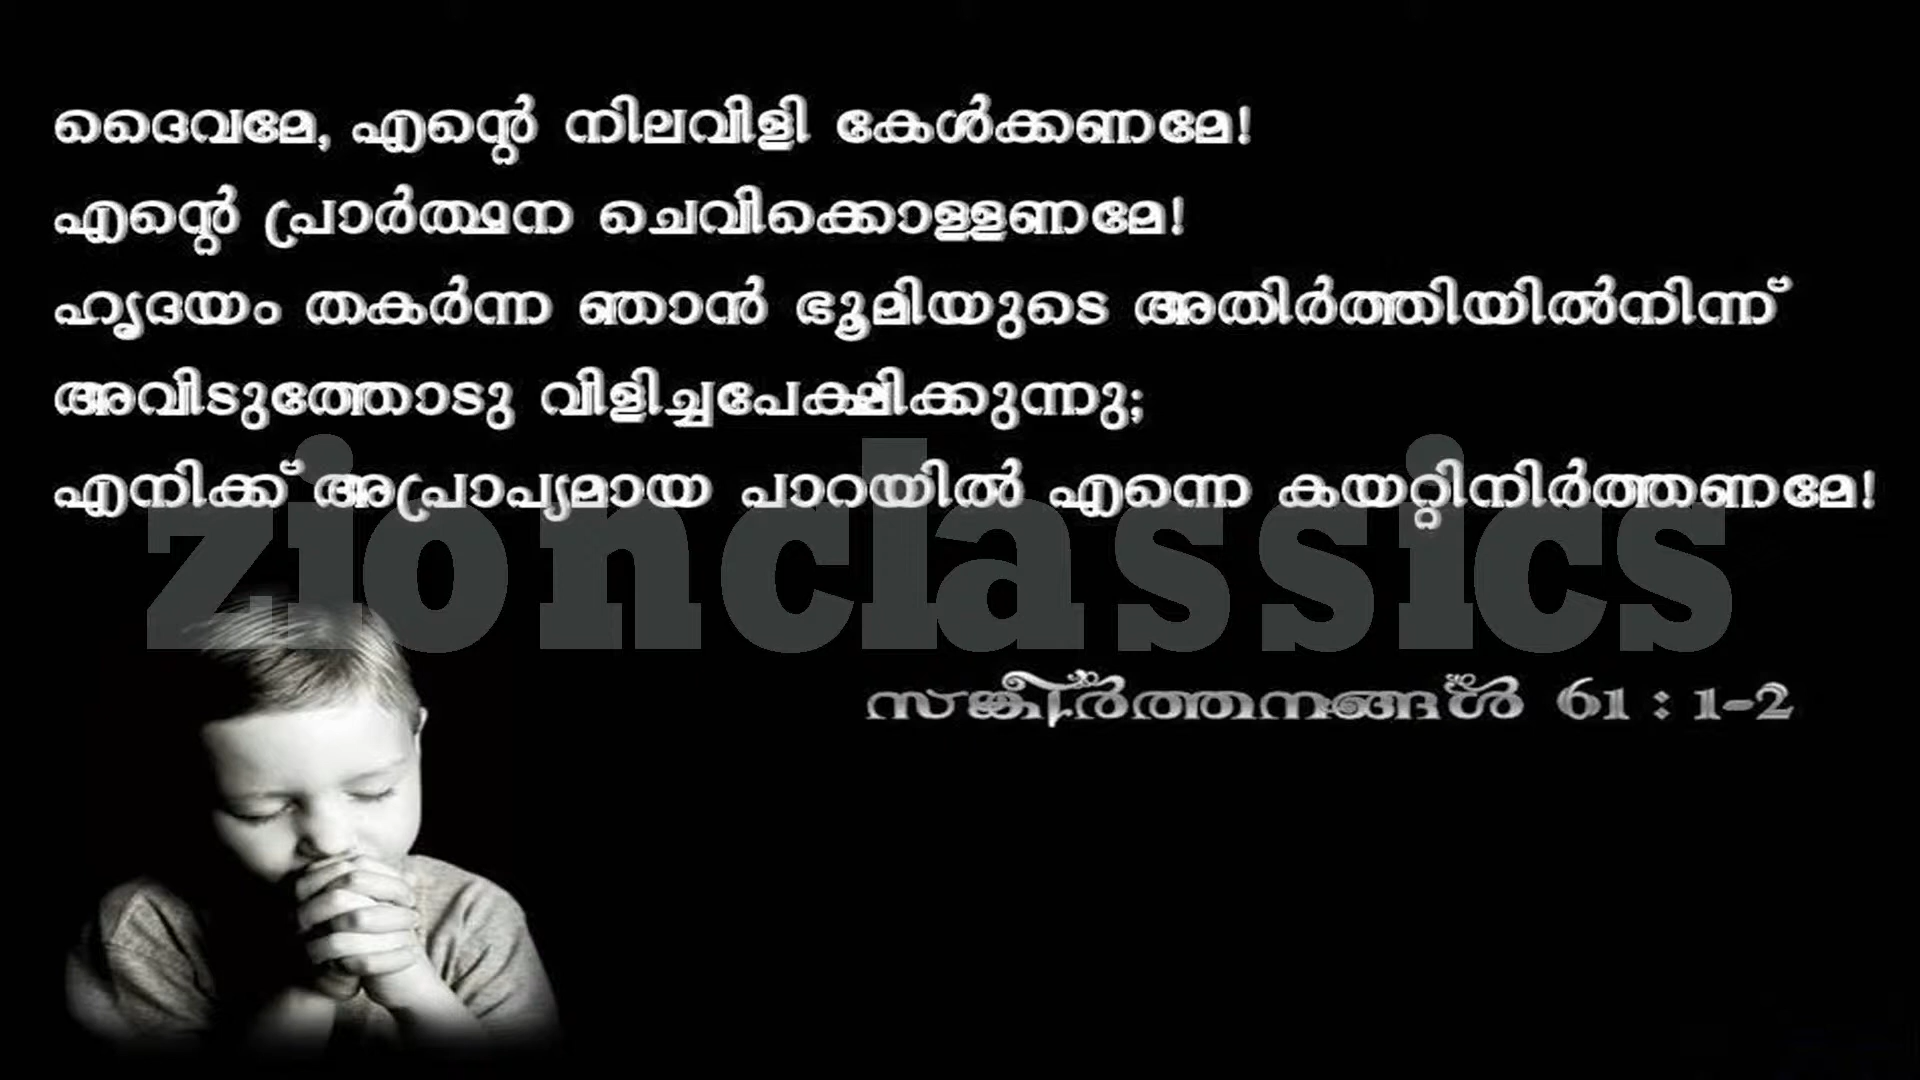 ദൈവമേ, എന്റെ നിലവിളി കേൾക്കണമേ!
എന്റെ പ്രാർത്ഥന ചെവിക്കൊള്ളണമേ!
ഹൃദയം തകർന്ന ഞാൻ ഭൂമിയുടെ അതിർത്തിയിൽനിന്ന്
അവിടുത്തോടു വിളിച്ചപേക്ഷിക്കുന്നു;
എനിക്ക് അപ്രാപ്യമായ പാറയിൽ എന്നെ കയറ്റിനിർത്തണമേ!
zionclassics
സങ്കീർത്തനങ്ങൾ 61 : 1-2